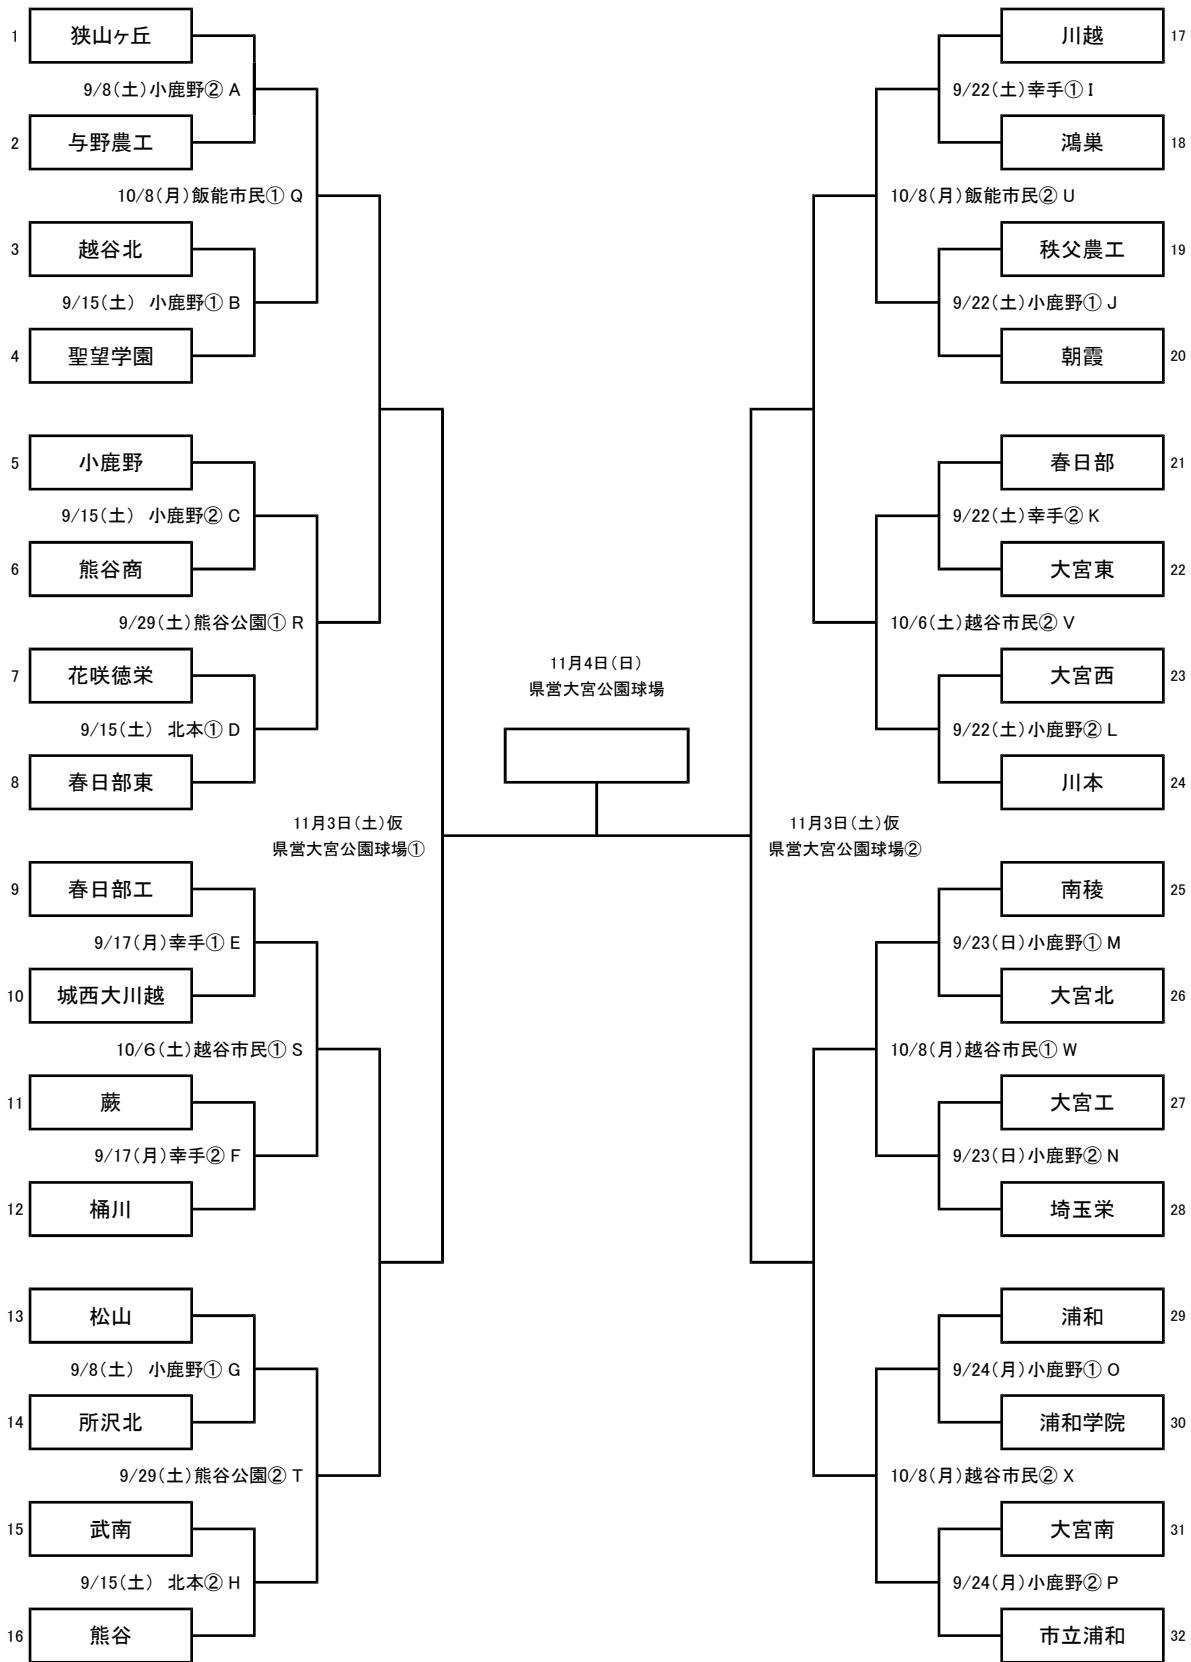 1 狭山ヶ丘
9/8(土)小鹿野② A
2 与野農工
10/8(月)飯能市民① Q
3 越谷北
9/15(土) 小鹿野① B
4 聖望学園
5 小鹿野
9/15(土) 小鹿野② C
6 熊谷商
9/29(土)熊谷公園① R
7 花咲徳栄
9/15(土) 北本① D
8 春日部東
11月3日(土)仮
県営大宮公園球場①
9 春日部工
9/17(月)幸手① E
10 城西大川越
10/6(土)越谷市民① S
11 蕨
9/17(月)幸手② F
12 桶川
13 松山
9/8(土) 小鹿野① G
14 所沢北
9/29(土)熊谷公園② T
15 武南
9/15(土) 北本② H
16 熊谷
11月4日(日)
県営大宮公園球場
川越 17
9/22(土)幸手① I
鴻巣 18
10/8(月)飯能市民② U
秩父農工 19
9/22(土)小鹿野① J
朝霞 20
春日部 21
9/22(土)幸手② K
大宮東 22
10/6(土)越谷市民② V
大宮西 23
9/22(土)小鹿野② L
川本 24
11月3日(土)仮
県営大宮公園球場②
南稜 25
9/23(日)小鹿野① M
大宮北 26
10/8(月)越谷市民① W
大宮工 27
9/23(日)小鹿野② N
埼玉栄 28
浦和 29
9/24(月)小鹿野① O
浦和学院 30
10/8(月)越谷市民② X
大宮南 31
9/24(月)小鹿野② P
市立浦和 32